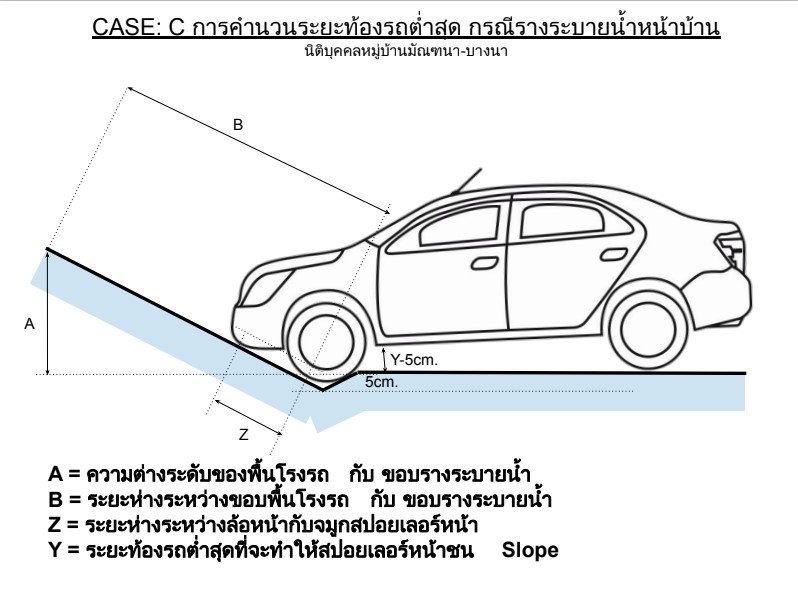 CASE: C การคำนวนระยะท้องรถต่ำสุด กรณีรางระบายน้ำหน้าบ้าน
นิติบุคคลหมู่บ้านมัณฑนา-บางนา
B
A
Y-5cm.
5cm.
Z
A = ความต่างระดับของพื้นโรงรถ กับ ขอบรางระบายน้ำ
B = ระยะห่างระหว่างขอบพื้นโรงรถ กับ ขอบรางระบายน้ำ
Z = ระยะห่างระหว่างล้อหน้ากับจมูกสปอยเลอร์หน้า
Y = ระยะท้องรถต่ำสุดที่จะทำให้สปอยเลอร์หน้าชน Slope